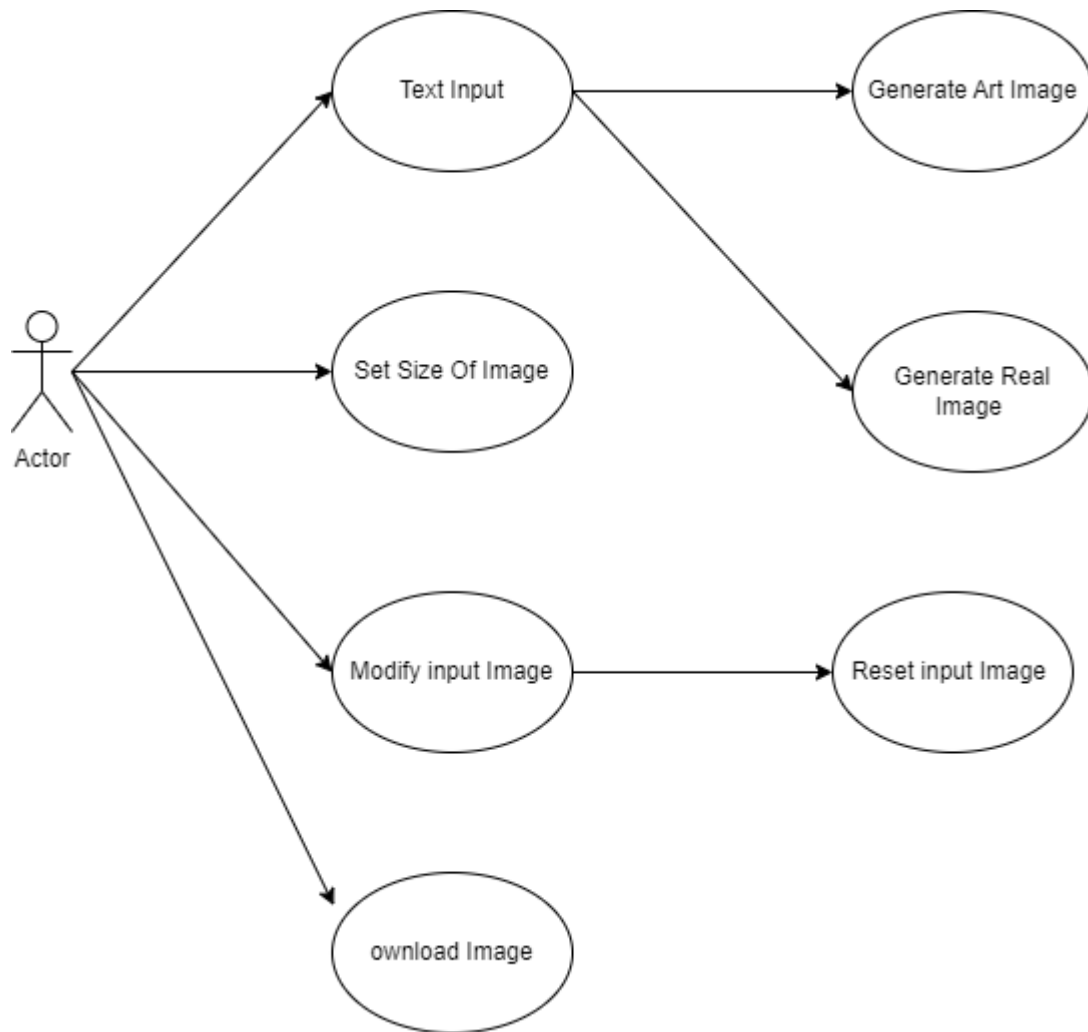 Text Input
Generate Art Image
Actor
Set Size Of Image
Generate Real
Image
Modify input Image
Reset input Image
ownload Image